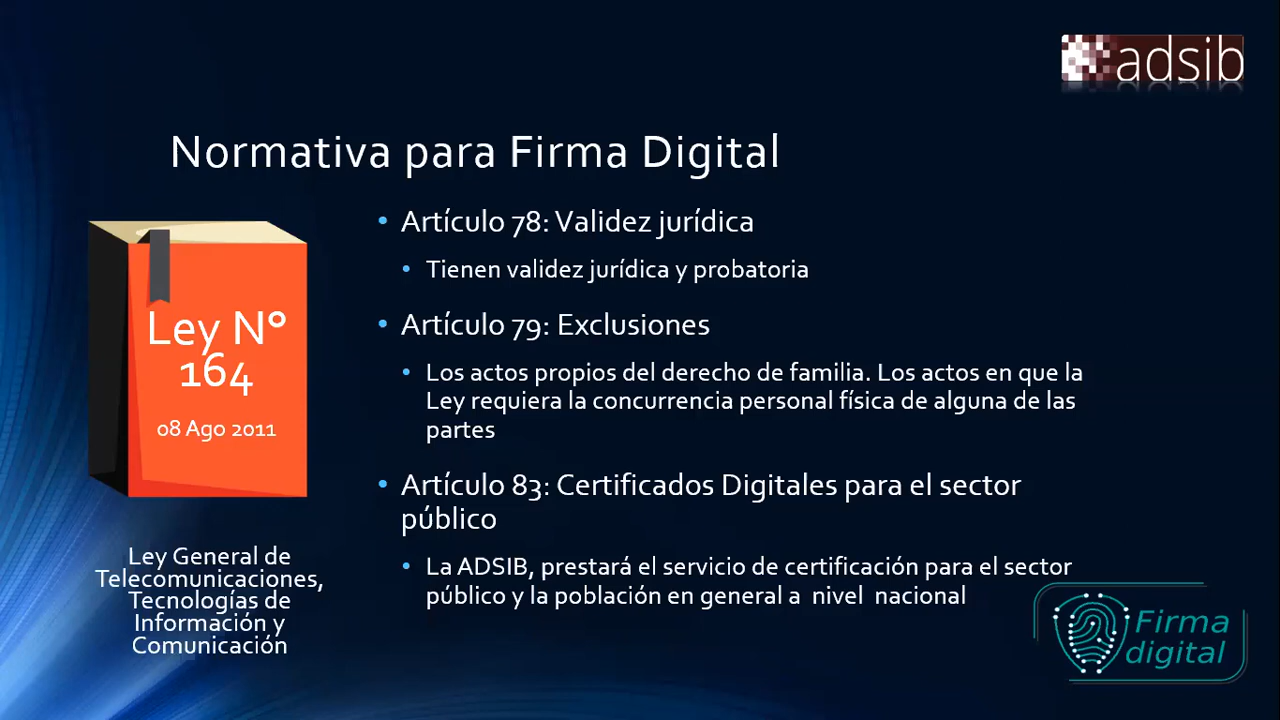 adsib
Normativa para Firma Digital
• Artículo 78: Validez jurídica
• Tienen validez jurídica y probatoria
• Artículo 79: Exclusiones
• Los actos propios del derecho de familia. Los actos en que la
Ley requiera la concurrencia personal física de alguna de las
partes
• Artículo 83: Certificados Digitales para el sector
público
• La ADSIB, prestará el servicio de certificación para el sector
público y la población en general a nivel nacional
Ley N°
164
08 Ago 2011
Ley General de
Telecomunicaciones,
Tecnologías de
Información y
Comunicación
Firma
digital